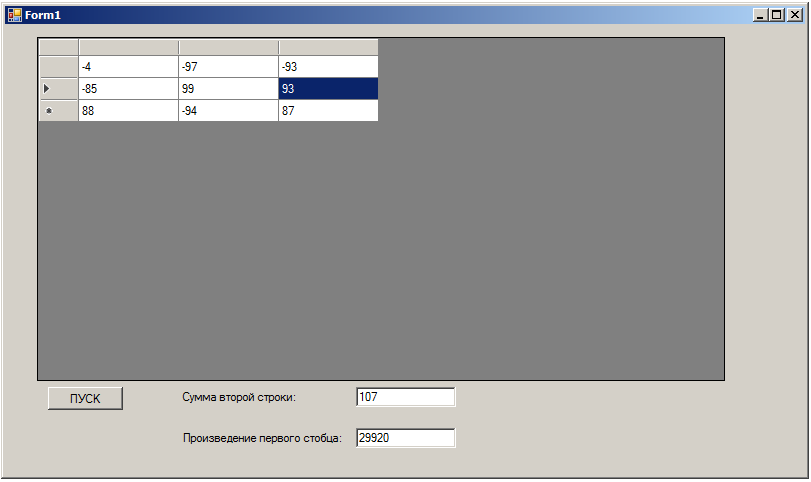 Form1
-4 -97 -93
-85 99 93
88 -94 87
ПУСК Сумма второй строки: 107
Произведение первого стобца: 29920